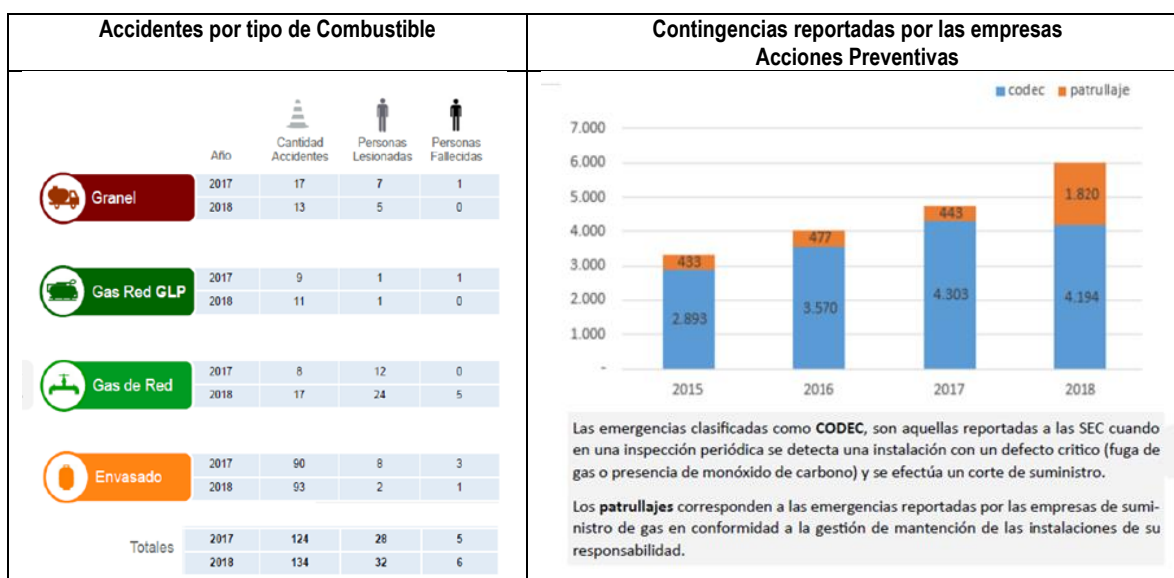 Accidentes por tipo de Combustible
Contingencias reportadas por las empresas
Acciones Preventivas
Año
Cantidad
Accidentes
Personas
Lesionadas
Personas
Fallecidas
Granel
2017 17 7 1
2018 13 5 0
Gas Red GLP
2017 9 1 1
2018 11 1 0
Gas de Red
2017 8 12 0
2018 17 24 5
Envasado
2017 90 8 3
2018 93 2 1
Totales
2017 124 28 5
2018 134 32 6
codec patrullaje
7.000
6.000
5.000
4.000
3.000
2.000
1.000
-
433
477
443
1.820
2.893
3.570
4.303
4.194
2015 2016 2017 2018
Las emergencias clasificadas como CODEC, son aquellas reportadas a las SEC cuando
en una inspección periódica se detecta una instalación con un defecto critico (fuga de
gas o presencia de monóxido de carbono) y se efectúa un corte de suministro.
Los patrullajes corresponden a las emergencias reportadas por las empresas de sumi-
nistro de gas en conformidad a la gestión de mantención de las instalaciones de su
responsabilidad.